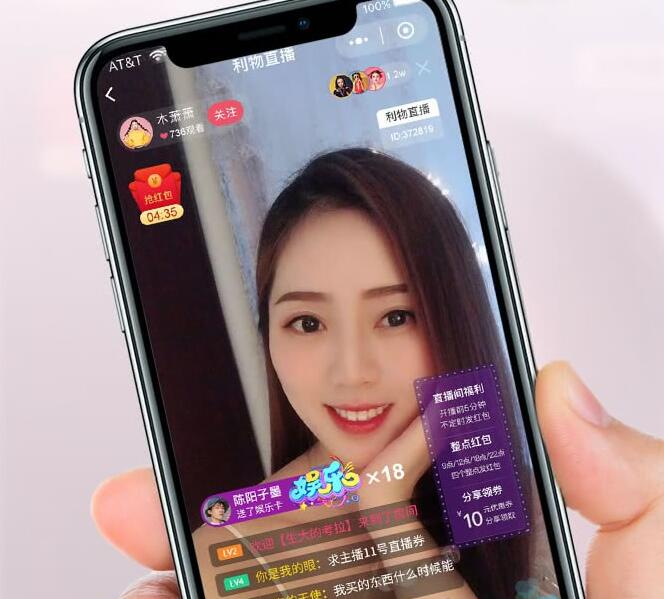 100%
AT&T
利物直播
1.2w
木萧萧
736观看
关注
利物直播
ID:372819
抢红包
04:35
直播间福利
开播前5分钟
不定时发红包
整点红包
9点/12点/18点/22点
四个整点发红包
分享领券
¥10元优惠券
分享领取
陈阳子墨
送了娱乐卡
娱乐
×18
LV2 欢迎【生大的考拉】来到了房间
LV4 你是我的眼：求主播11号直播券
的天使：我买的东西什么时候能